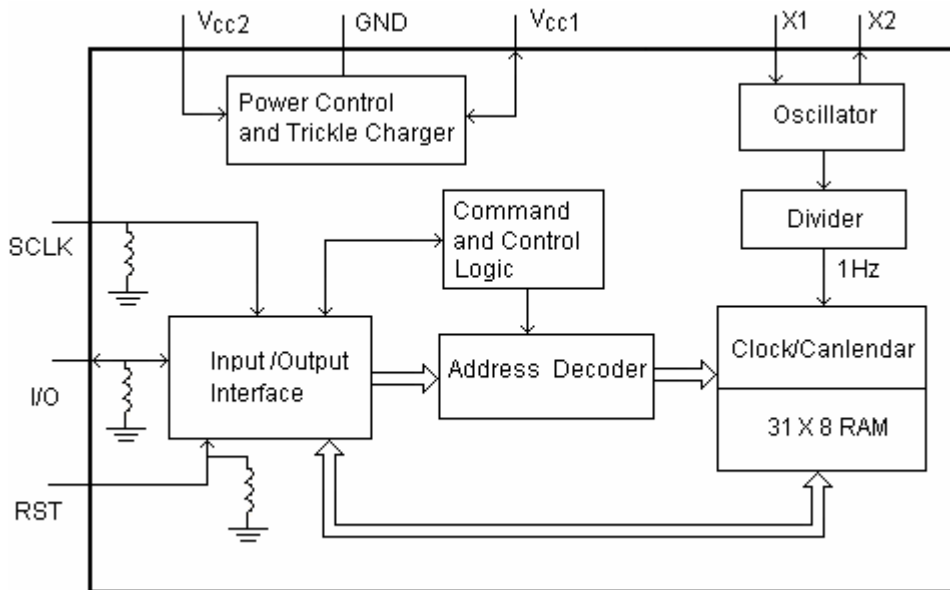 Vcc2
GND
Vcc1
X1
X2
Power Control
and Trickle Charger
Oscillator
Command
and Control
Logic
Divider
SCLK
1Hz
Input /Output
Interface
Address Decoder
Clock/Canlendar
I/O
31 X 8 RAM
RST